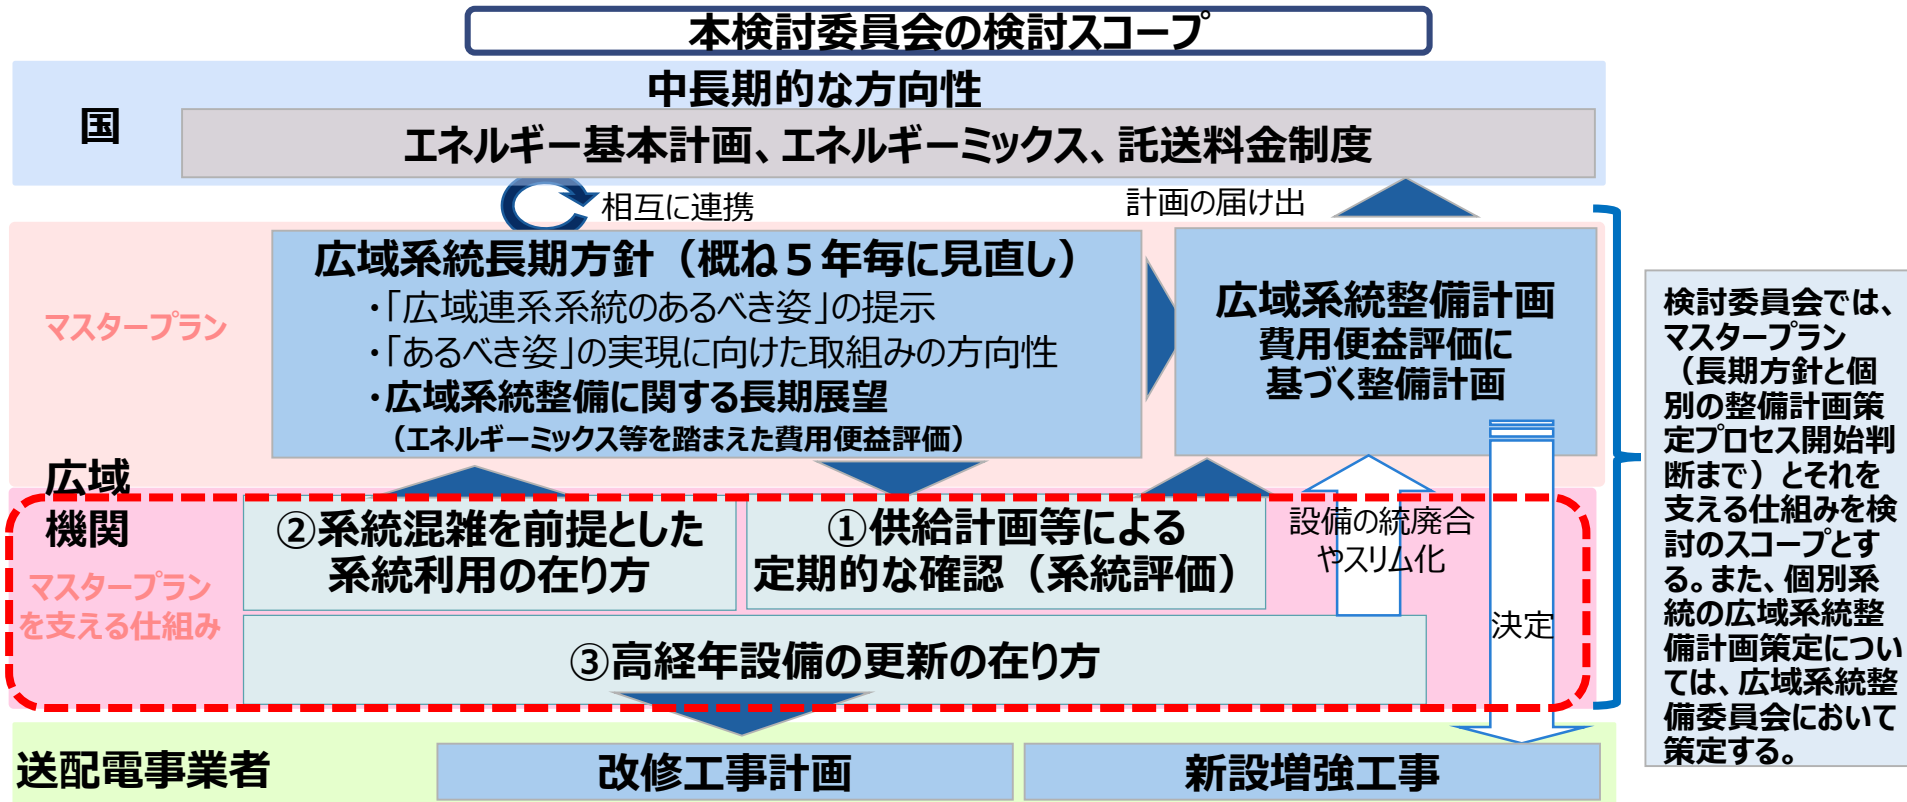 本検討委員会の検討スコープ
国
中長期的な方向性
エネルギー基本計画、エネルギーミックス、託送料金制度
相互に連携
計画の届け出
マスタープラン
広域系統長期方針（概ね５年毎に見直し）
・「広域連系系統のあるべき姿」の提示
・「あるべき姿」の実現に向けた取組みの方向性
・広域系統整備に関する長期展望
（エネルギーミックス等を踏まえた費用便益評価）
広域系統整備計画
費用便益評価に
基づく整備計画
広域
機関
マスタープラン
を支える仕組み
②系統混雑を前提とした
系統利用の在り方
①供給計画等による
定期的な確認（系統評価）
設備の統廃合
やスリム化
③高経年設備の更新の在り方
決定
送配電事業者
改修工事計画
新設増強工事
検討委員会では、
マスタープラン
（長期方針と個
別の整備計画策
定プロセス開始判
断まで）とそれを
支える仕組みを検
討のスコープとす
る。また、個別系
統の広域系統整
備計画策定につい
ては、広域系統整
備委員会において
策定する。